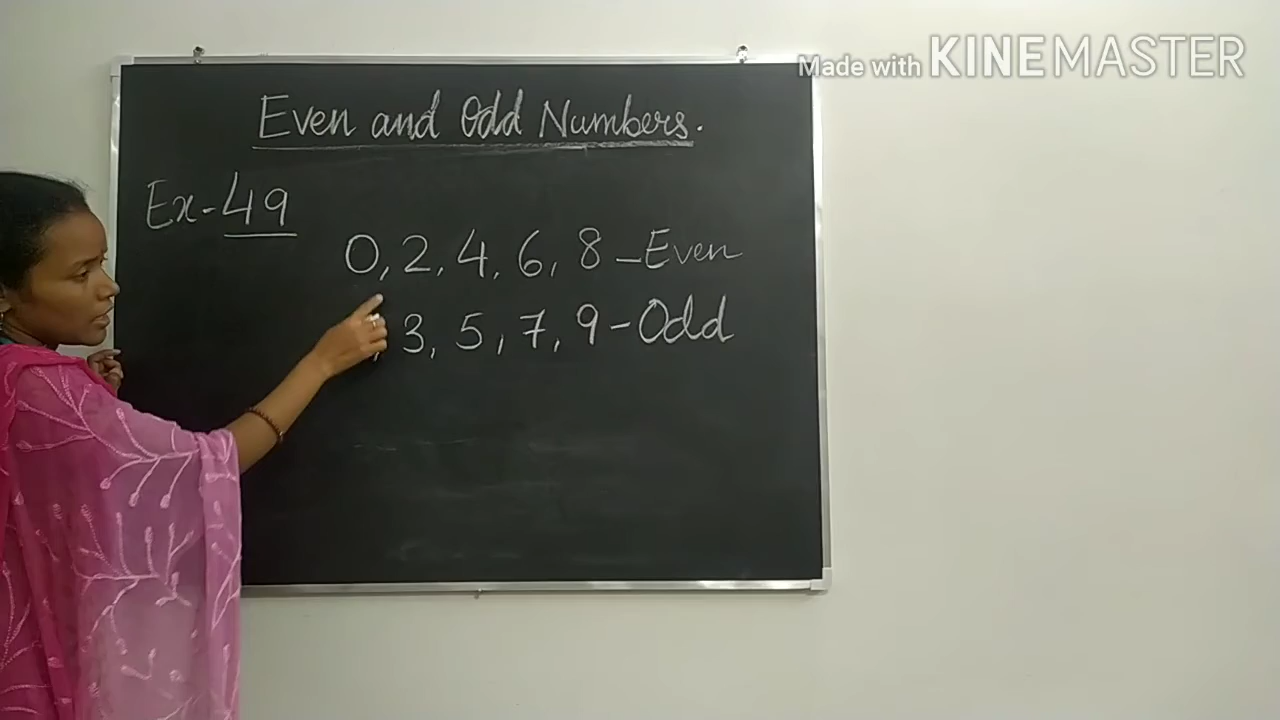 Made with KINEMASTER
Even and Odd Numbers.
Ex-49
0, 2, 4, 6, 8 - Even
, 3, 5, 7, 9 - Odd